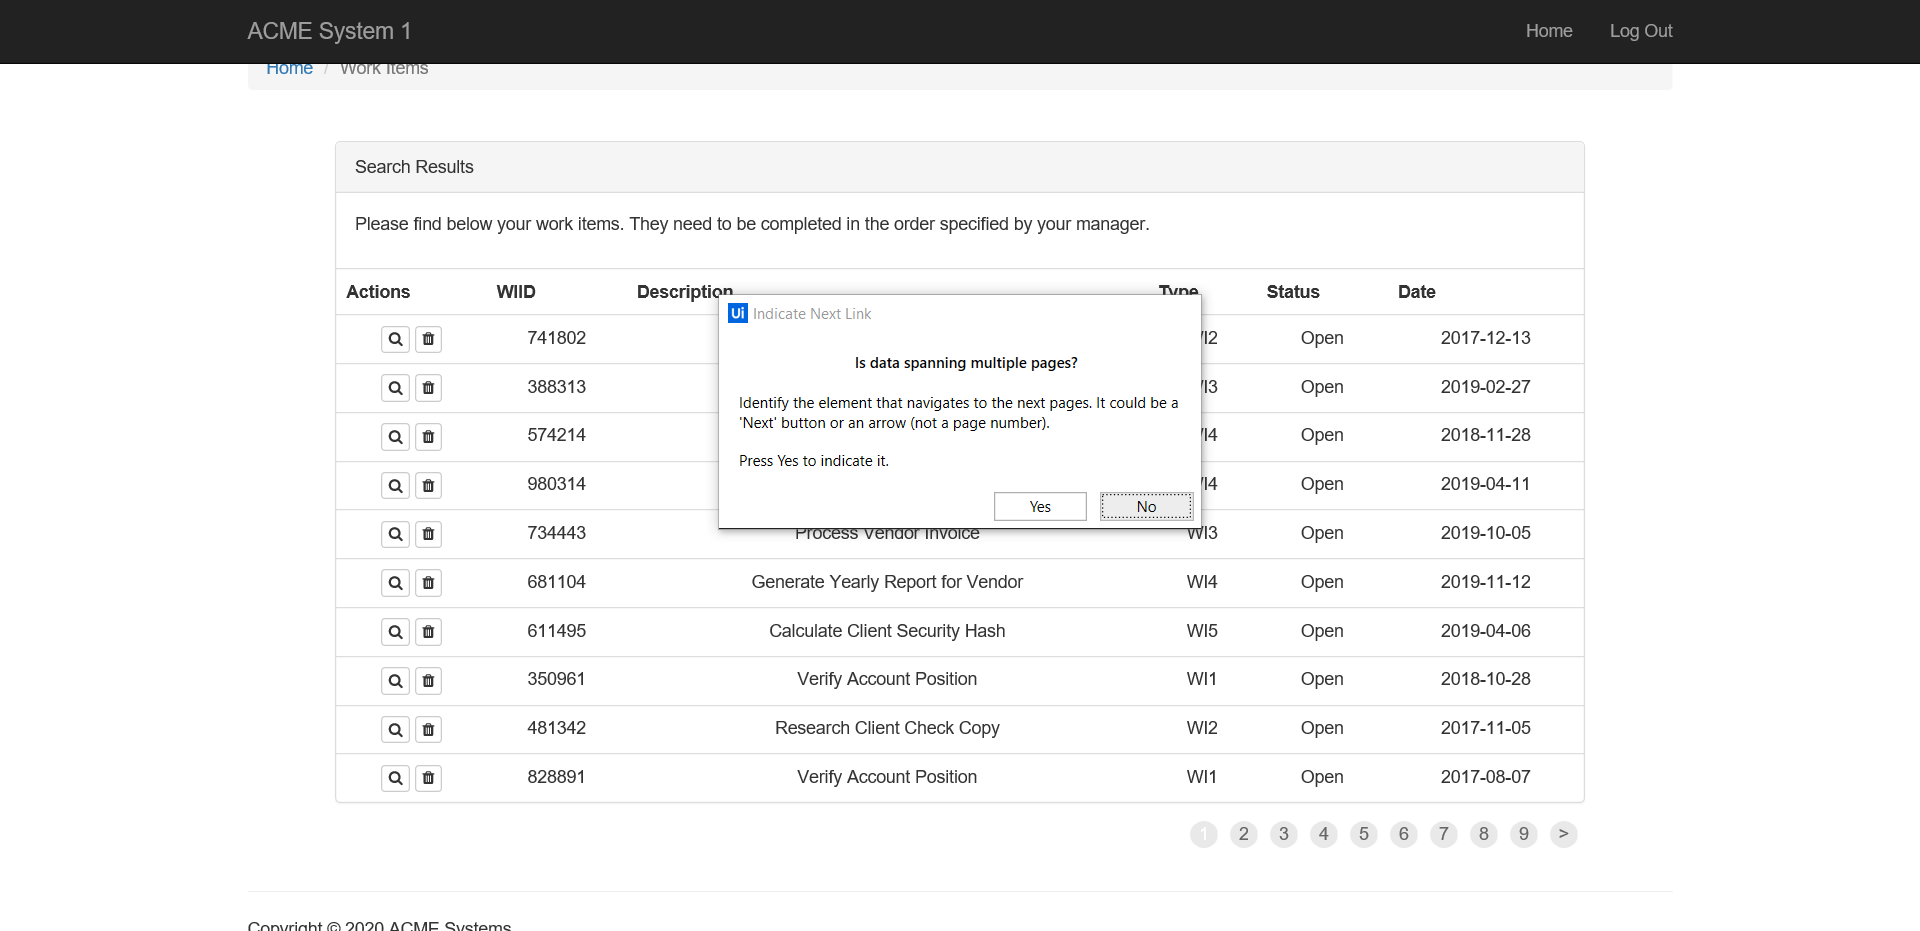 ACME System 1 Home Log Out
Home / Work Items
Search Results
Please find below your work items. They need to be completed in the order specified by your manager.
Actions WIID Description Type Status Date
Ui Indicate Next Link
Is data spanning multiple pages?
Identify the element that navigates to the next pages. It could be a
'Next' button or an arrow (not a page number).
Press Yes to indicate it.
Yes No
741802 WI2 Open 2017-12-13
388313 WI3 Open 2019-02-27
574214 WI4 Open 2018-11-28
980314 WI4 Open 2019-04-11
734443 Process Vendor Invoice WI3 Open 2019-10-05
681104 Generate Yearly Report for Vendor WI4 Open 2019-11-12
611495 Calculate Client Security Hash WI5 Open 2019-04-06
350961 Verify Account Position WI1 Open 2018-10-28
481342 Research Client Check Copy WI2 Open 2017-11-05
828891 Verify Account Position WI1 Open 2017-08-07
1 2 3 4 5 6 7 8 9 >
Copyright © 2020 ACME Systems